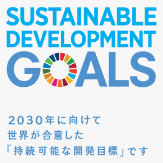 SUSTAINABLE
DEVELOPMENT
GOALS
2030年に向けて
世界が合意した
「持続可能な開発目標」です